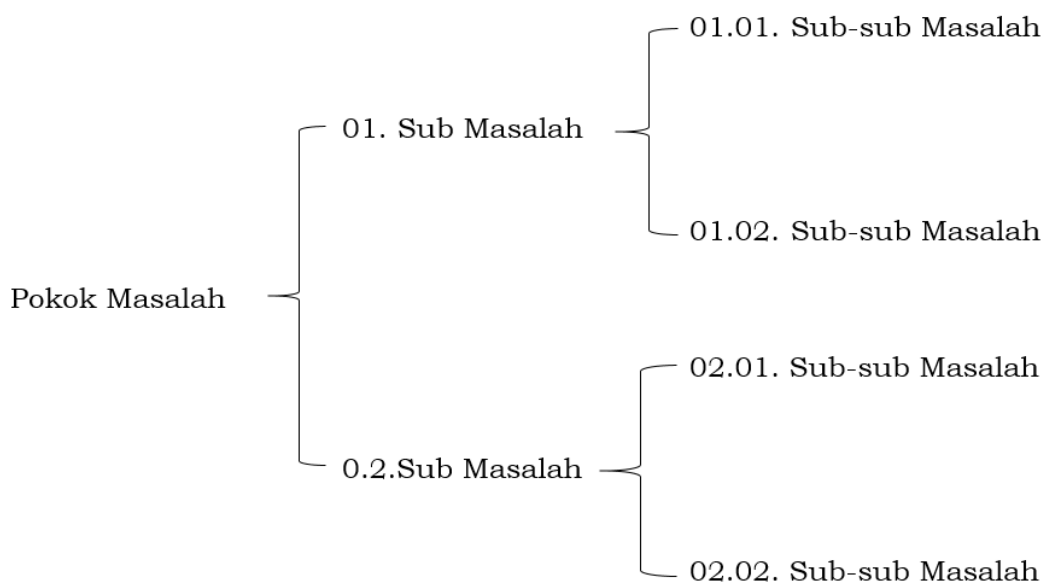 01.01. Sub-sub Masalah
01. Sub Masalah
01.02. Sub-sub Masalah
Pokok Masalah
02.01. Sub-sub Masalah
0.2.Sub Masalah
02.02. Sub-sub Masalah